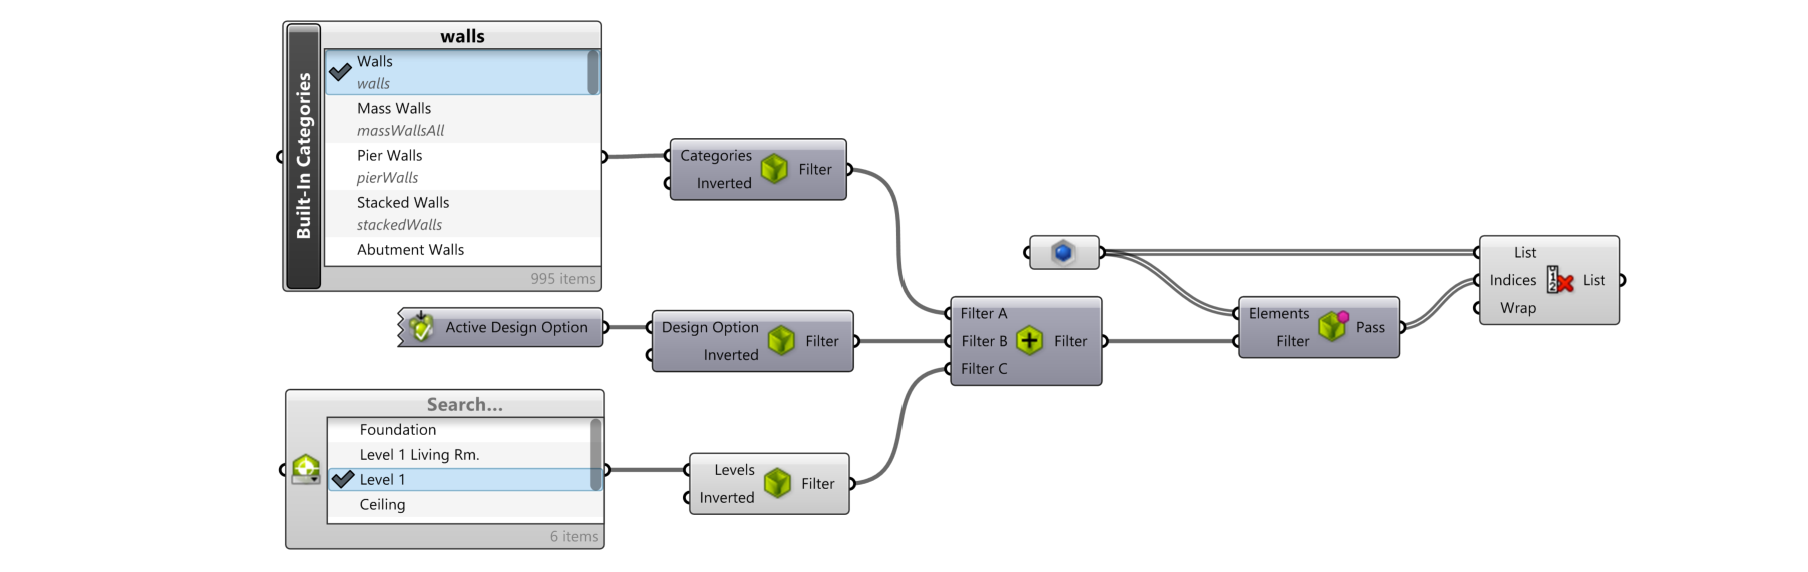 walls
Built-In Categories
Walls
walls
Mass Walls
massWallsAll
Pier Walls
pierWalls
Stacked Walls
stackedWalls
Abutment Walls
995 items
Categories
Inverted
Filter
Active Design Option
Design Option
Inverted
Filter
Search...
Foundation
Level 1 Living Rm.
Level 1
Ceiling
6 items
Levels
Inverted
Filter
Filter A
Filter B
Filter C
Filter
Elements
Filter
Pass
List
Indices
Wrap
1
2
List